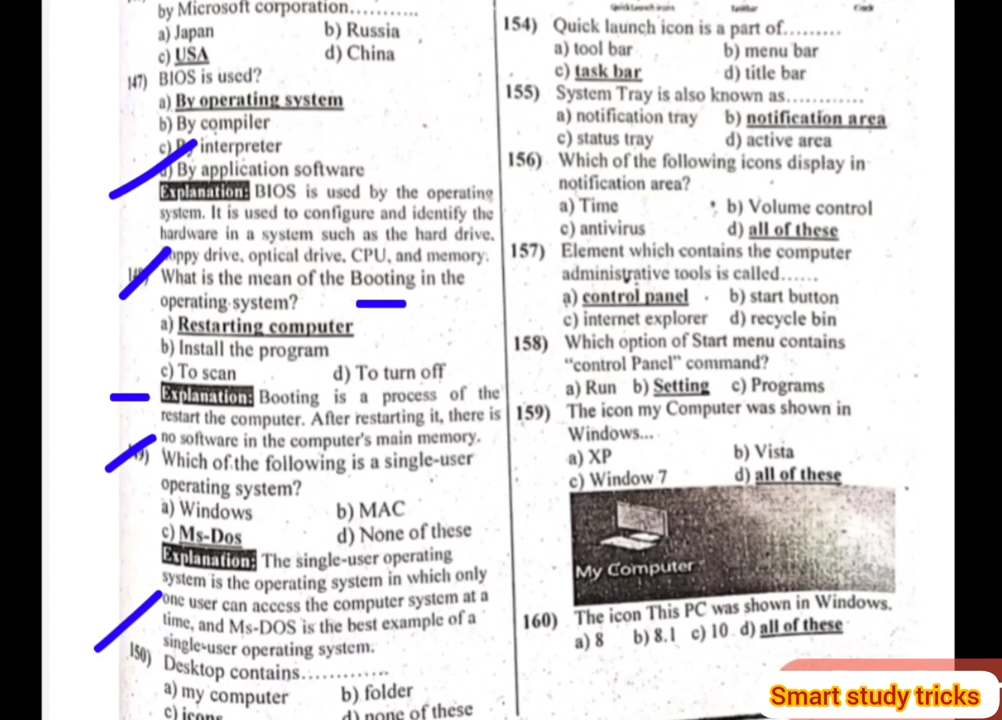 by Microsoft corporation............
a) Japan b) Russia
c) USA d) China
147) BIOS is used?
a) By operating system
b) By compiler
c) By interpreter
d) By application software
Explanation: BIOS is used by the operating
system. It is used to configure and identify the
hardware in a system such as the hard drive,
floppy drive, optical drive, CPU, and memory.
148) What is the mean of the Booting in the
operating system?
a) Restarting computer
b) Install the program
c) To scan d) To turn off
Explanation: Booting is a process of the
restart the computer. After restarting it, there is
no software in the computer's main memory.
149) Which of the following is a single-user
operating system?
a) Windows b) MAC
c) Ms-Dos d) None of these
Explanation: The single-user operating
system is the operating system in which only
one user can access the computer system at a
time, and Ms-DOS is the best example of a
single-user operating system.
150) Desktop contains.............
a) my computer b) folder
c) icons d) none of these
154) Quick launch icon is a part of.........
a) tool bar b) menu bar
c) task bar d) title bar
155) System Tray is also known as............
a) notification tray b) notification area
c) status tray d) active area
156) Which of the following icons display in
notification area?
a) Time b) Volume control
c) antivirus d) all of these
157) Element which contains the computer
administrative tools is called......
a) control panel b) start button
c) internet explorer d) recycle bin
158) Which option of Start menu contains
"control Panel" command?
a) Run b) Setting c) Programs
159) The icon my Computer was shown in
Windows...
a) XP b) Vista
c) Window 7 d) all of these
My Computer
160) The icon This PC was shown in Windows.
a) 8 b) 8.1 c) 10 d) all of these
Smart study tricks